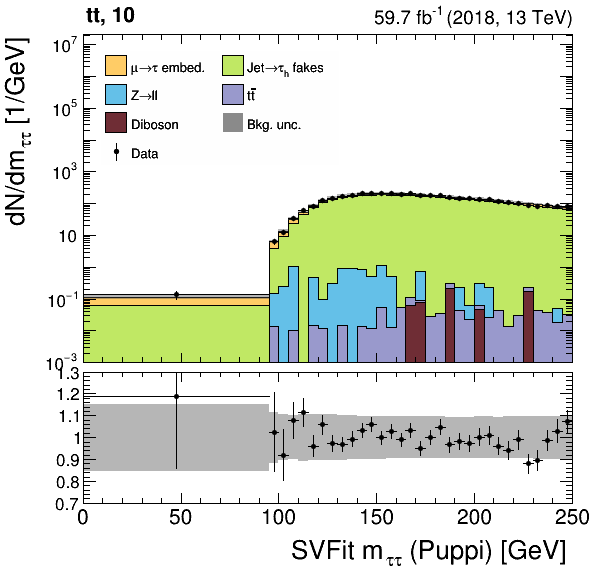 tt, 10 59.7 fb⁻¹ (2018, 13 TeV)
dN/dm_ττ [1/GeV]
10⁷
10⁵
10³
10
10⁻¹
10⁻³
μ→τ embed. Jet→τ_h fakes
Z→ll tt̄
Diboson Bkg. unc.
Data
1.3
1.2
1.1
1
0.9
0.8
0.7
0 50 100 150 200 250
SVFit m_ττ (Puppi) [GeV]